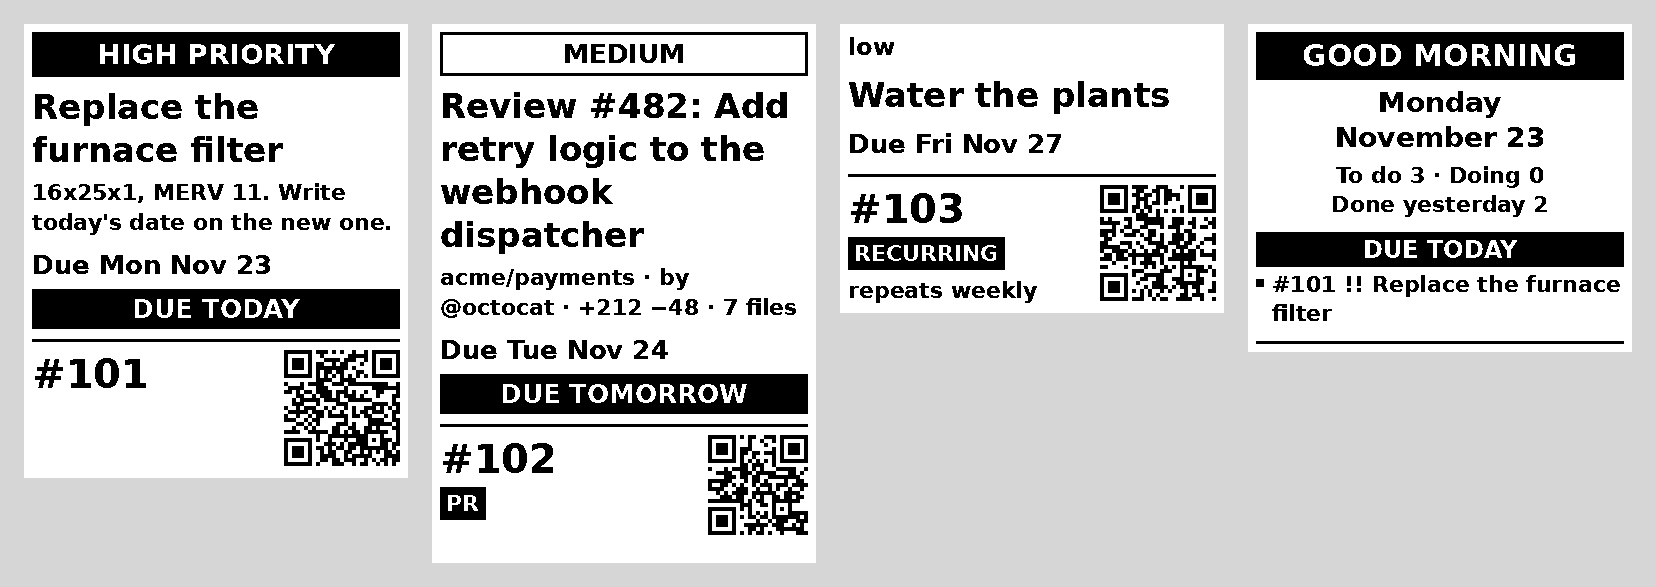 HIGH PRIORITY
Replace the
furnace filter
16x25x1, MERV 11. Write
today's date on the new one.
Due Mon Nov 23
DUE TODAY
#101
MEDIUM
Review #482: Add
retry logic to the
webhook
dispatcher
acme/payments · by
@octocat · +212 −48 · 7 files
Due Tue Nov 24
DUE TOMORROW
#102
PR
low
Water the plants
Due Fri Nov 27
#103
RECURRING
repeats weekly
GOOD MORNING
Monday
November 23
To do 3 · Doing 0
Done yesterday 2
DUE TODAY
▪ #101 !! Replace the furnace
filter